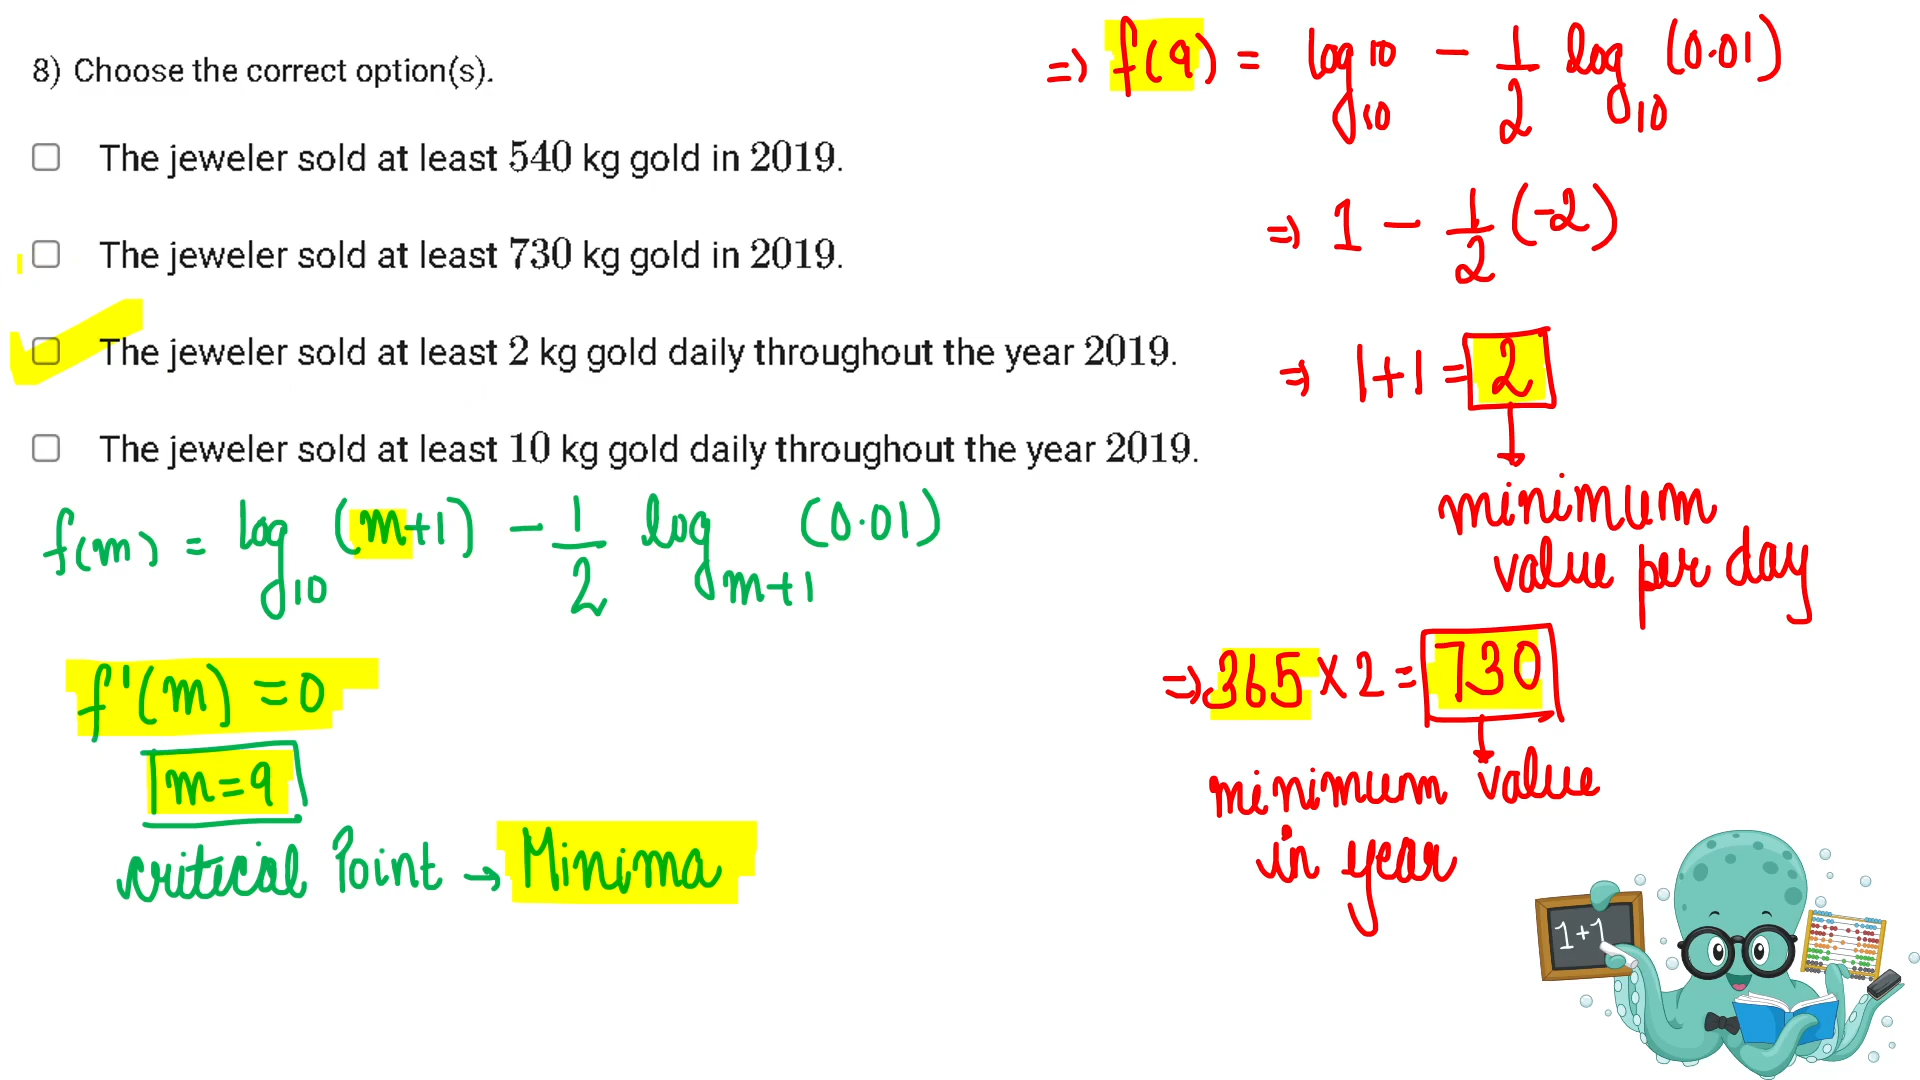 8) Choose the correct option(s).
The jeweler sold at least 540 kg gold in 2019.
The jeweler sold at least 730 kg gold in 2019.
The jeweler sold at least 2 kg gold daily throughout the year 2019.
The jeweler sold at least 10 kg gold daily throughout the year 2019.
f(m) = log₁₀ (m+1) - 1/2 log_{m+1} (0.01)
f'(m) = 0
m = 9
critical Point → Minima
⇒ f(9) = log₁₀ 10 - 1/2 log₁₀ (0.01)
⇒ 1 - 1/2 (-2)
⇒ 1+1 = 2
minimum
value per day
⇒ 365 × 2 = 730
minimum value
in year
1+1